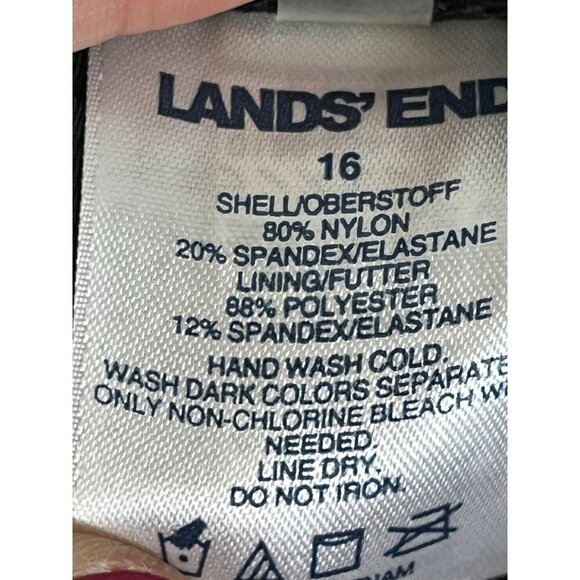 LANDS' END
16
SHELL/OBERSTOFF
80% NYLON
20% SPANDEX/ELASTANE
LINING/FUTTER
88% POLYESTER
12% SPANDEX/ELASTANE
HAND WASH COLD.
WASH DARK COLORS SEPARATE
ONLY NON-CHLORINE BLEACH W
NEEDED.
LINE DRY.
DO NOT IRON.
NAM